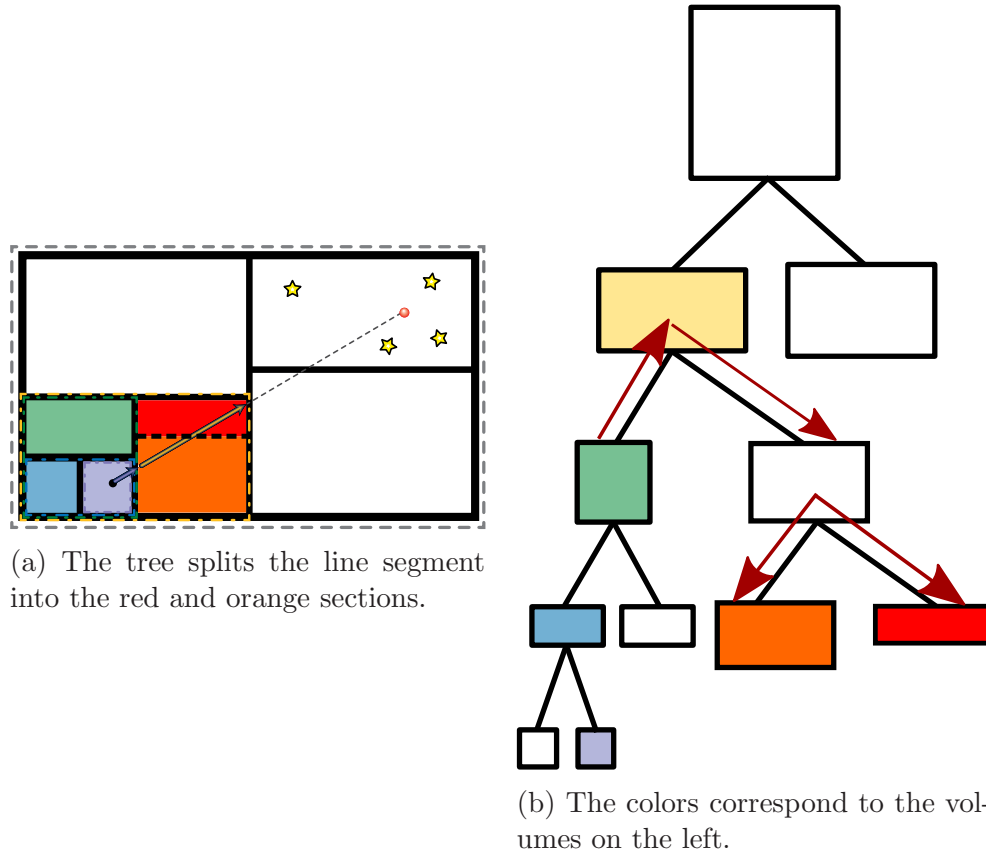 (a) The tree splits the line segment
into the red and orange sections.
(b) The colors correspond to the vol-
umes on the left.